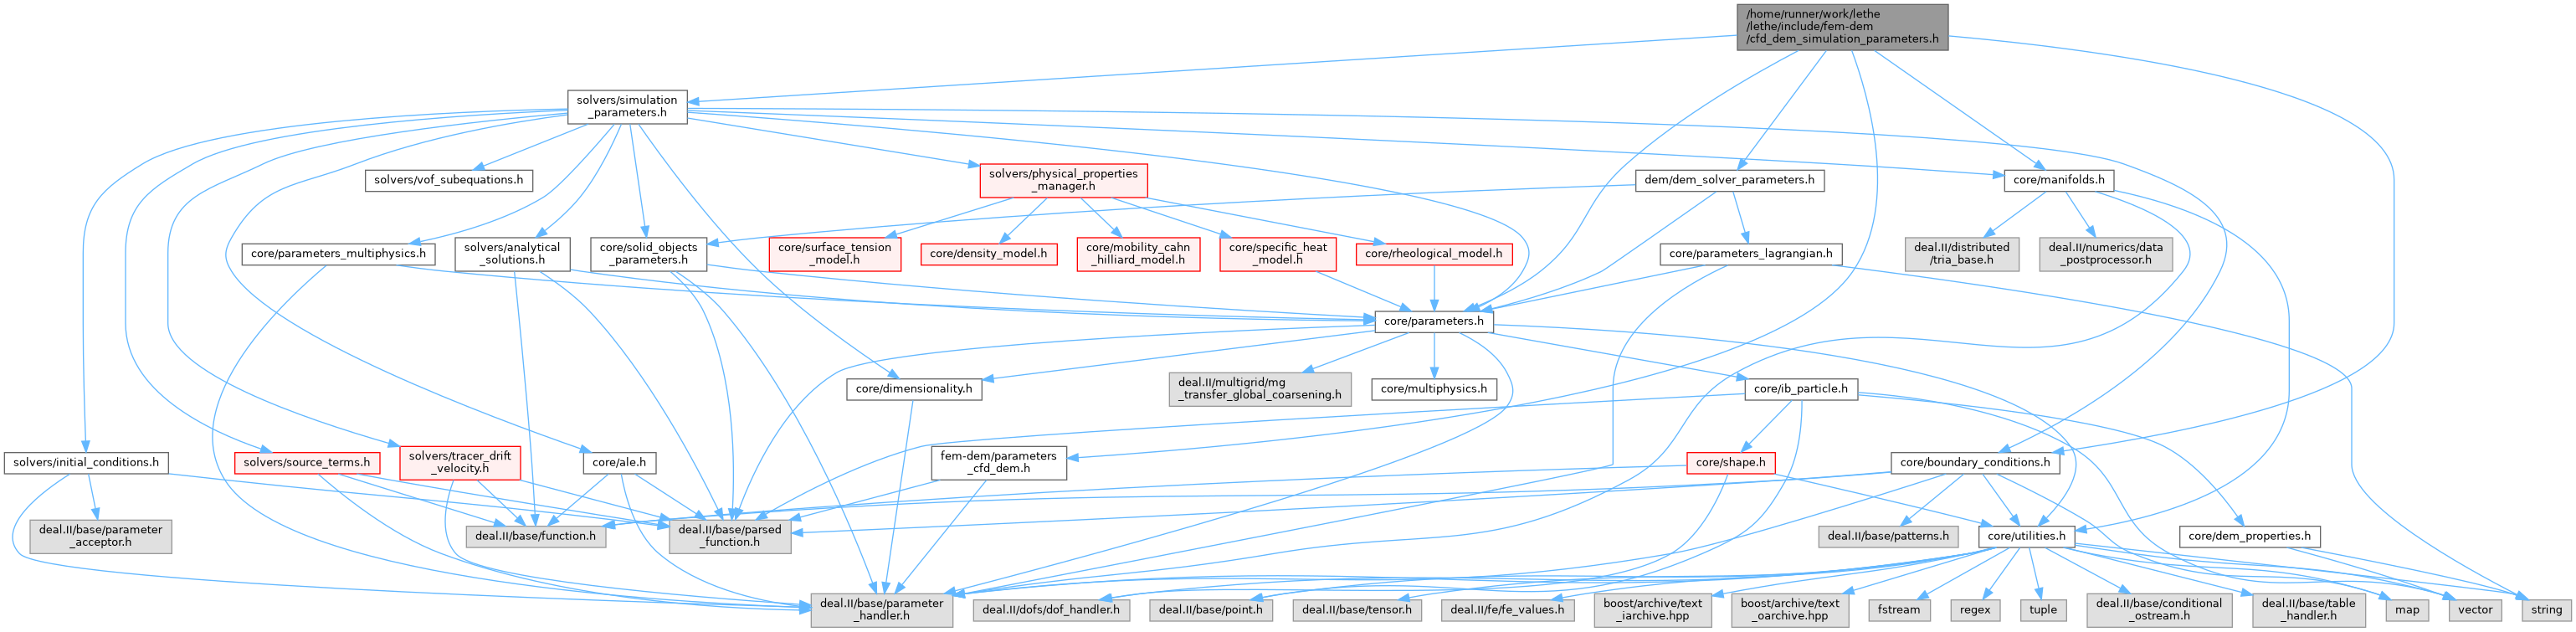 /home/runner/work/lethe
/lethe/include/fem-dem
/cfd_dem_simulation_parameters.h
solvers/simulation
_parameters.h
solvers/vof_subequations.h
solvers/physical_properties
_manager.h
dem/dem_solver_parameters.h
core/manifolds.h
core/parameters_multiphysics.h
solvers/analytical
_solutions.h
core/solid_objects
_parameters.h
core/surface_tension
_model.h
core/density_model.h
core/mobility_cahn
_hilliard_model.h
core/specific_heat
_model.h
core/rheological_model.h
core/parameters_lagrangian.h
deal.II/distributed
/tria_base.h
deal.II/numerics/data
_postprocessor.h
core/parameters.h
core/dimensionality.h
deal.II/multigrid/mg
_transfer_global_coarsening.h
core/multiphysics.h
core/ib_particle.h
solvers/initial_conditions.h
solvers/source_terms.h
solvers/tracer_drift
_velocity.h
core/ale.h
fem-dem/parameters
_cfd_dem.h
core/shape.h
core/boundary_conditions.h
deal.II/base/parameter
_acceptor.h
deal.II/base/function.h
deal.II/base/parsed
_function.h
deal.II/base/patterns.h
core/utilities.h
core/dem_properties.h
deal.II/base/parameter
_handler.h
deal.II/dofs/dof_handler.h
deal.II/base/point.h
deal.II/base/tensor.h
deal.II/fe/fe_values.h
boost/archive/text
_iarchive.hpp
boost/archive/text
_oarchive.hpp
fstream
regex
tuple
deal.II/base/conditional
_ostream.h
deal.II/base/table
_handler.h
map
vector
string